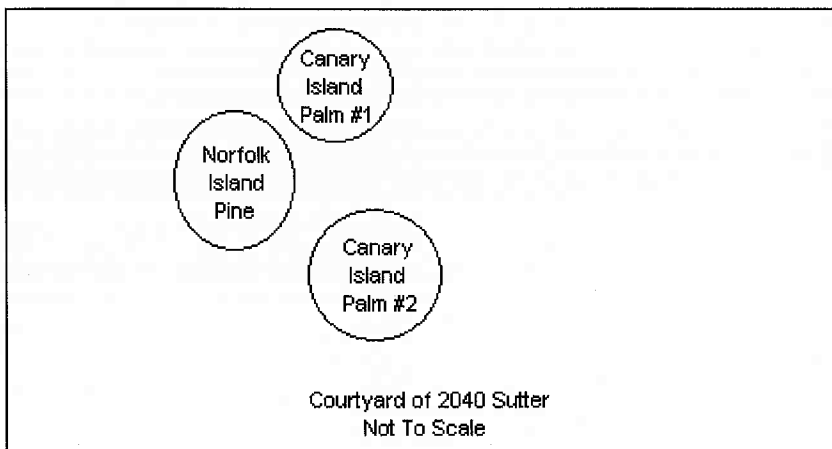 Canary
Island
Palm #1
Norfolk
Island
Pine
Canary
Island
Palm #2
Courtyard of 2040 Sutter
Not To Scale